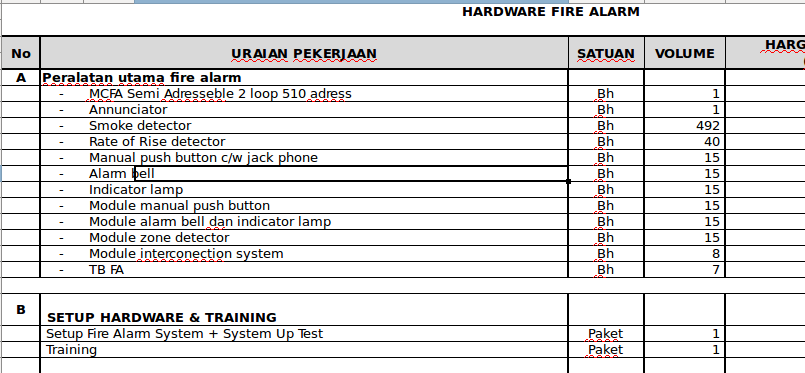 HARDWARE FIRE ALARM
No URAIAN PEKERJAAN SATUAN VOLUME HARG
A Peralatan utama fire alarm
- MCFA Semi Adresseble 2 loop 510 adress Bh 1
- Annunciator Bh 1
- Smoke detector Bh 492
- Rate of Rise detector Bh 40
- Manual push button c/w jack phone Bh 15
- Alarm bell Bh 15
- Indicator lamp Bh 15
- Module manual push button Bh 15
- Module alarm bell dan indicator lamp Bh 15
- Module zone detector Bh 15
- Module interconection system Bh 8
- TB FA Bh 7
B SETUP HARDWARE & TRAINING
Setup Fire Alarm System + System Up Test Paket 1
Training Paket 1